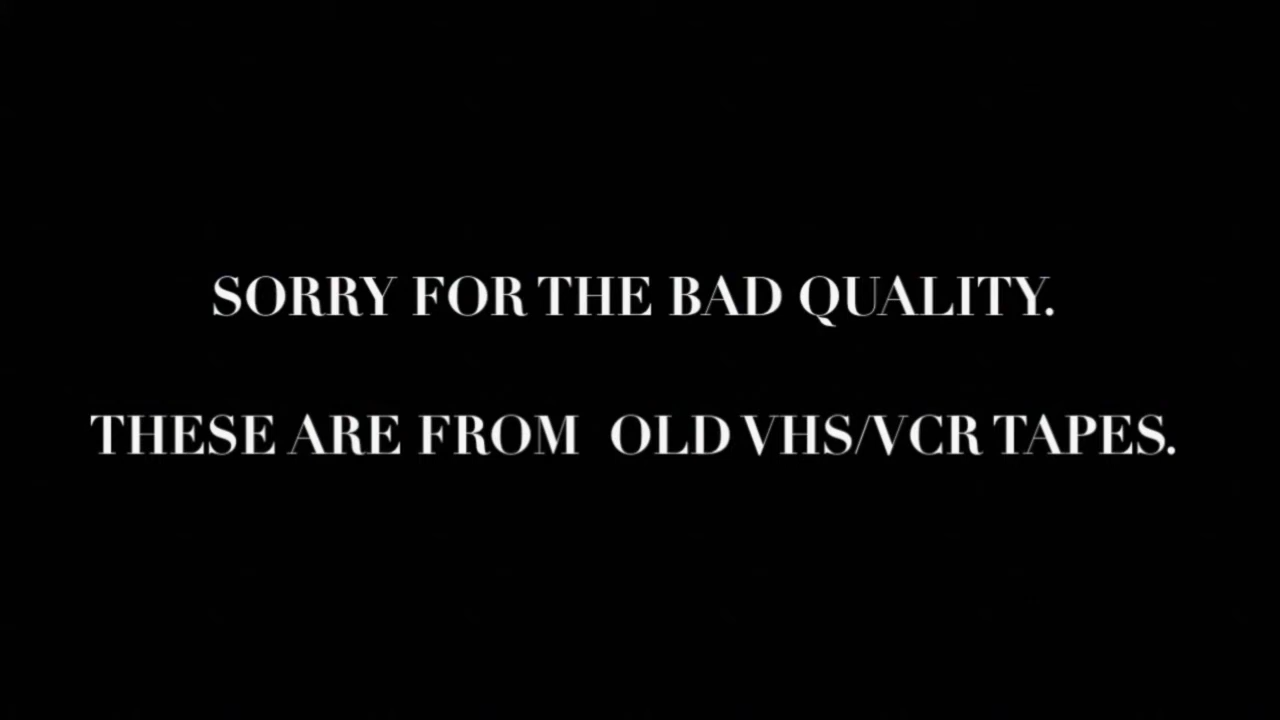 SORRY FOR THE BAD QUALITY.
THESE ARE FROM  OLD VHS/VCR TAPES.